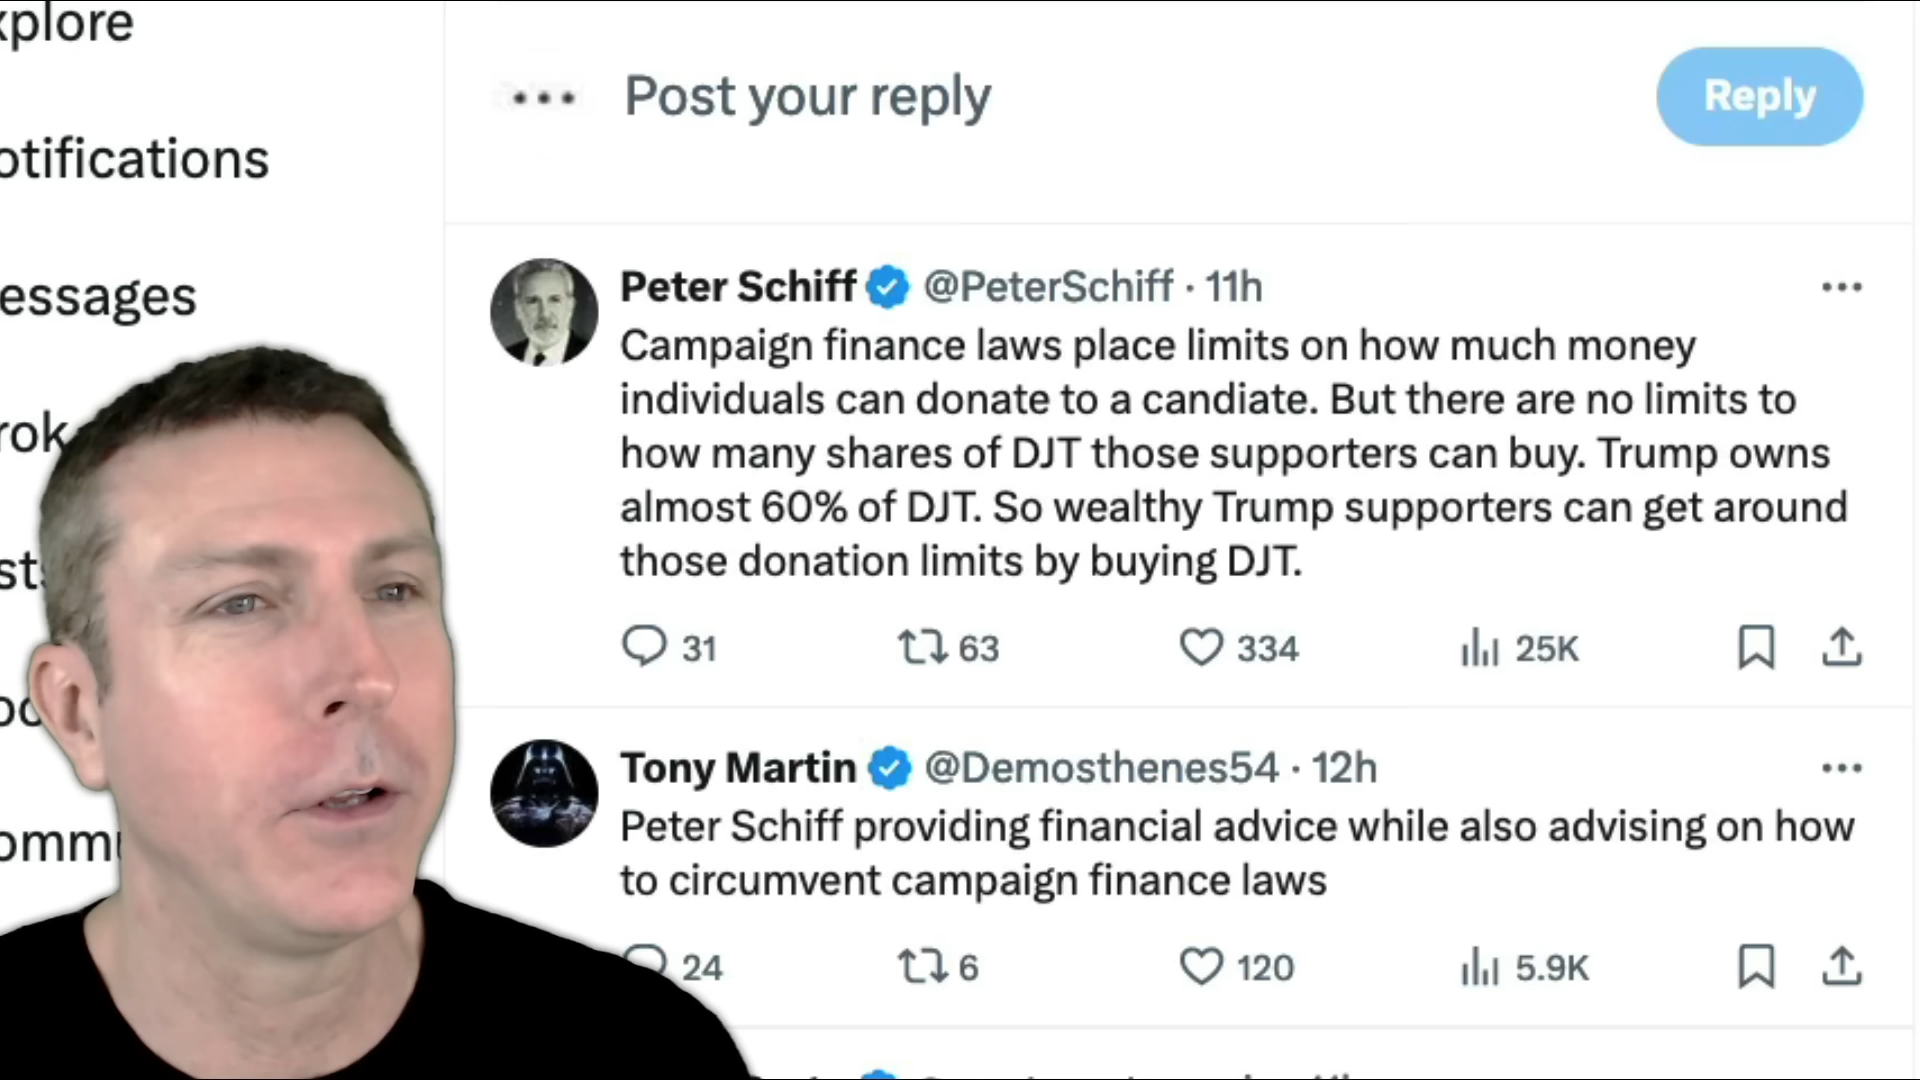 xplore
Post your reply
Reply
otifications
Peter Schiff @PeterSchiff · 11h
essages
Campaign finance laws place limits on how much money
individuals can donate to a candiate. But there are no limits to
rok
how many shares of DJT those supporters can buy. Trump owns
almost 60% of DJT. So wealthy Trump supporters can get around
those donation limits by buying DJT.
31 63 334 25K
Tony Martin @Demosthenes54 · 12h
Peter Schiff providing financial advice while also advising on how
ommu
to circumvent campaign finance laws
24 6 120 5.9K